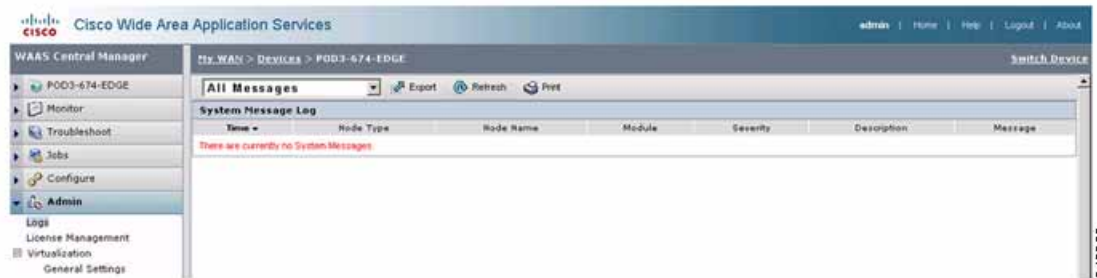 CISCO Cisco Wide Area Application Services
admin | Home | Help | Logout | About
WAAS Central Manager
My WAN > Devices > POD3-674-EDGE
Switch Device
POD3-674-EDGE
Monitor
Troubleshoot
Jobs
Configure
Admin
Logs
License Management
Virtualization
General Settings
All Messages
Export Refresh Print
System Message Log
Time Node Type Node Name Module Severity Description Message
There are currently no System Messages